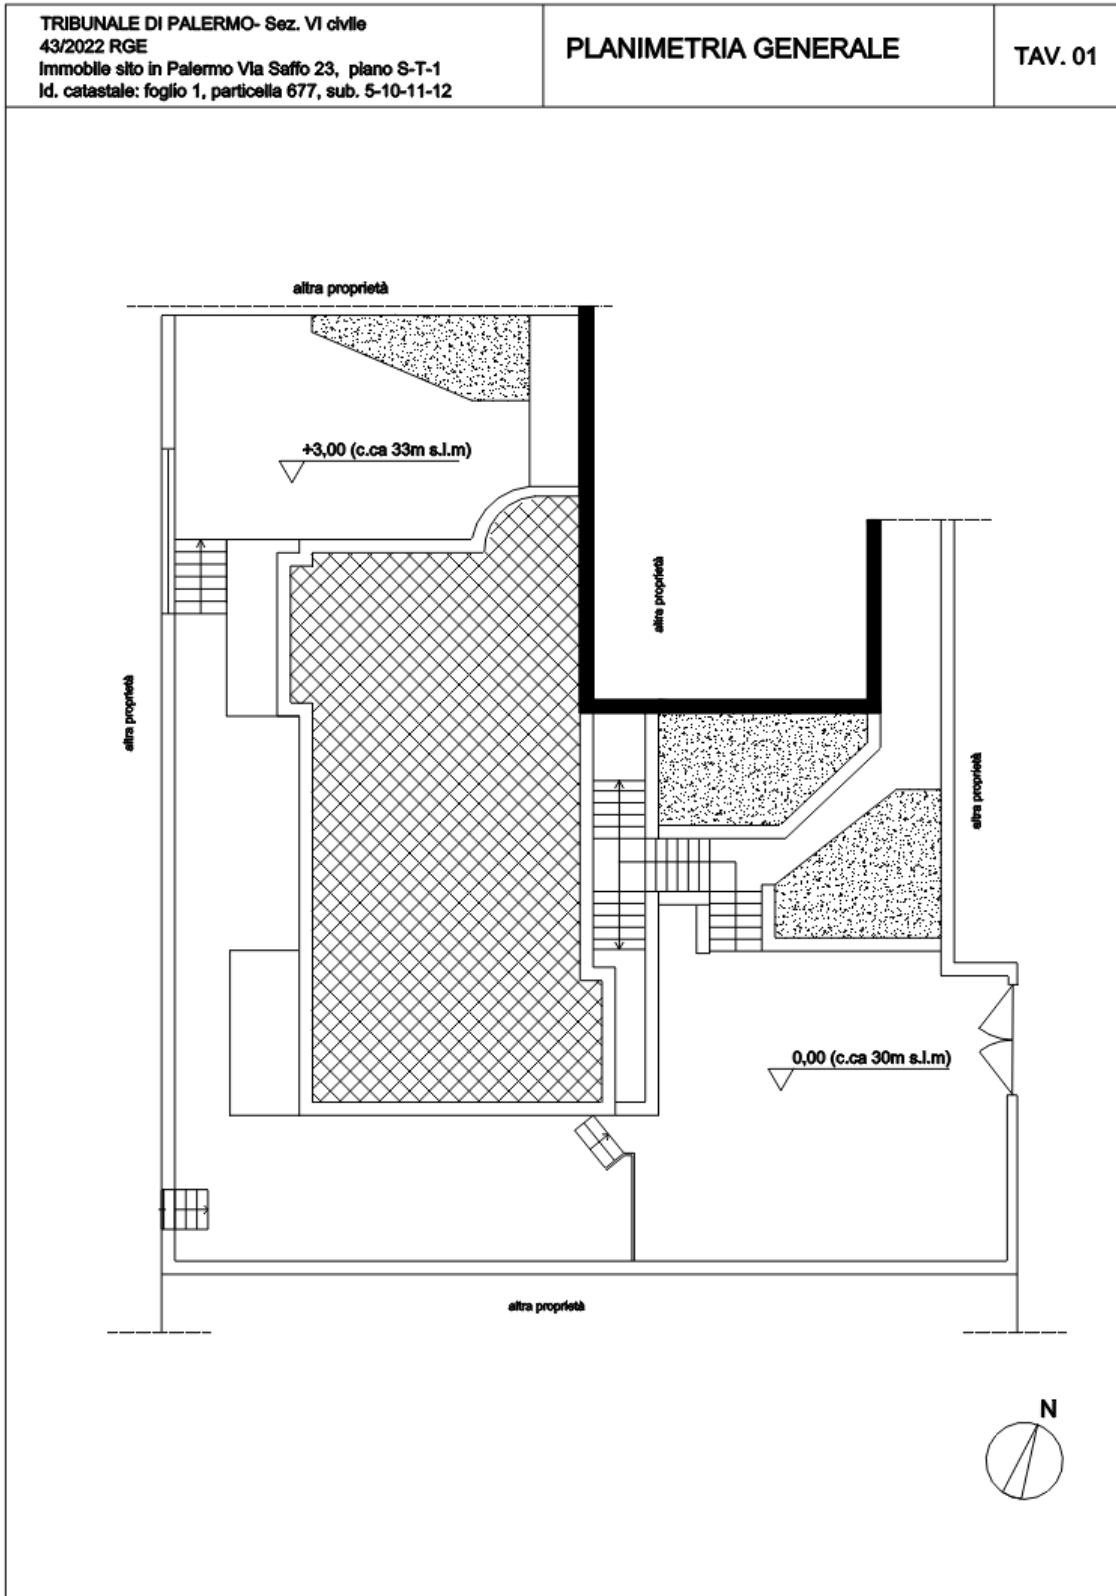 TRIBUNALE DI PALERMO- Sez. VI civile
43/2022 RGE
Immobile sito in Palermo Via Saffo 23, piano S-T-1
Id. catastale: foglio 1, particella 677, sub. 5-10-11-12
PLANIMETRIA GENERALE
TAV. 01
altra proprietà
+3,00 (c.ca 33m s.l.m)
altra proprietà
altra proprietà
altra proprietà
0,00 (c.ca 30m s.l.m)
altra proprietà
N